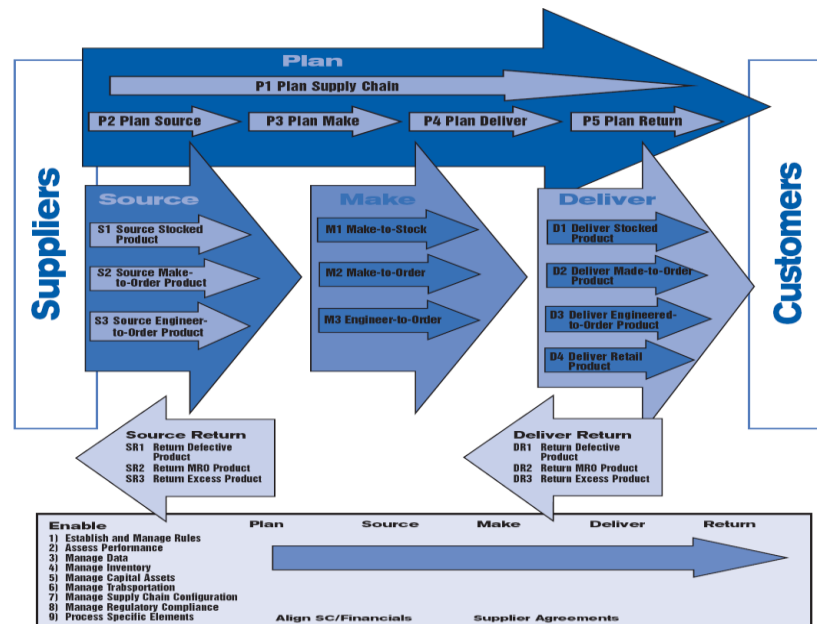 Plan
P1 Plan Supply Chain
P2 Plan Source
P3 Plan Make
P4 Plan Deliver
P5 Plan Return
Suppliers
Customers
Source
S1 Source Stocked
Product
S2 Source Make-
to-Order Product
S3 Source Engineer-
to-Order Product
Make
M1 Make-to-Stock
M2 Make-to-Order
M3 Engineer-to-Order
Deliver
D1 Deliver Stocked
Product
D2 Deliver Made-to-Order
Product
D3 Deliver Engineered-
to-Order Product
D4 Deliver Retail
Product
Source Return
SR1 Return Defective
Product
SR2 Return MRO Product
SR3 Return Excess Product
Deliver Return
DR1 Return Defective
Product
DR2 Return MRO Product
DR3 Return Excess Product
Enable
Plan
Source
Make
Deliver
Return
1) Establish and Manage Rules
2) Assess Performance
3) Manage Data
4) Manage Inventory
5) Manage Capital Assets
6) Manage Transportation
7) Manage Supply Chain Configuration
8) Manage Regulatory Compliance
9) Process Specific Elements
Align SC/Financials
Supplier Agreements